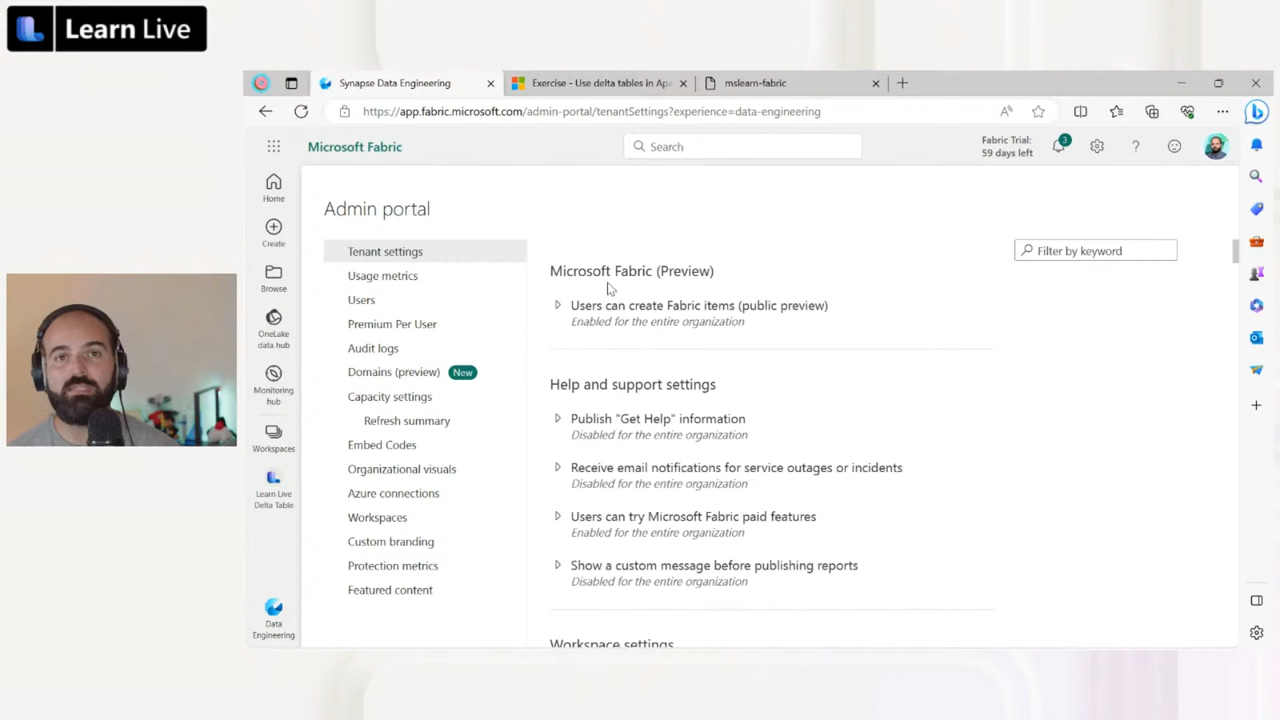 Learn Live
Synapse Data Engineering
Exercise - Use delta tables in Apa
mslearn-fabric
https://app.fabric.microsoft.com/admin-portal/tenantSettings?experience=data-engineering
Microsoft Fabric
Search
Fabric Trial:
59 days left
3
Home
Create
Browse
OneLake
data hub
Monitoring
hub
Workspaces
Learn Live
Delta Table
Data
Engineering
Admin portal
Tenant settings
Usage metrics
Users
Premium Per User
Audit logs
Domains (preview) New
Capacity settings
Refresh summary
Embed Codes
Organizational visuals
Azure connections
Workspaces
Custom branding
Protection metrics
Featured content
Filter by keyword
Microsoft Fabric (Preview)
Users can create Fabric items (public preview)
Enabled for the entire organization
Help and support settings
Publish "Get Help" information
Disabled for the entire organization
Receive email notifications for service outages or incidents
Disabled for the entire organization
Users can try Microsoft Fabric paid features
Enabled for the entire organization
Show a custom message before publishing reports
Disabled for the entire organization
Workspace settings